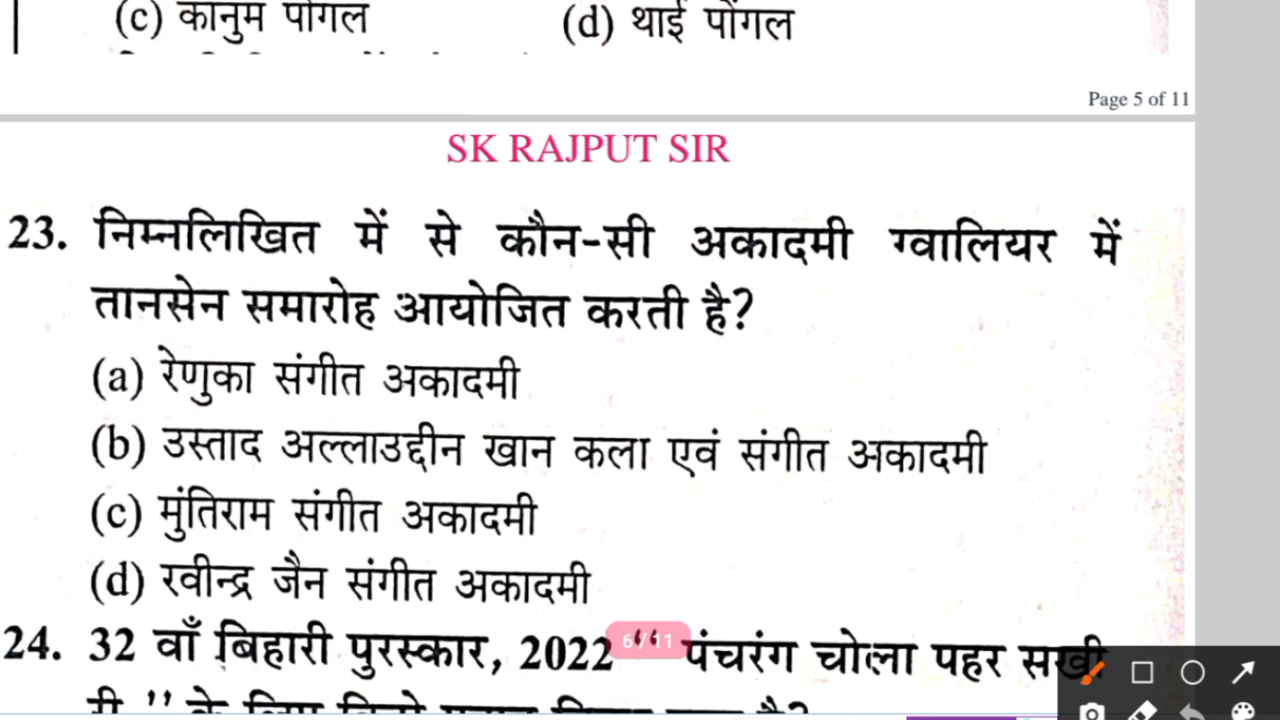 (c) कानुम पोंगल (d) थाई पोंगल
Page 5 of 11
SK RAJPUT SIR
23. निम्नलिखित में से कौन-सी अकादमी ग्वालियर में
तानसेन समारोह आयोजित करती है?
(a) रेणुका संगीत अकादमी
(b) उस्ताद अल्लाउद्दीन खान कला एवं संगीत अकादमी
(c) मुंतिराम संगीत अकादमी
(d) रवीन्द्र जैन संगीत अकादमी
24. 32 वाँ बिहारी पुरस्कार, 2022 “ पंचरंग चोला पहर सखी
6 / 11
री ” के लिए